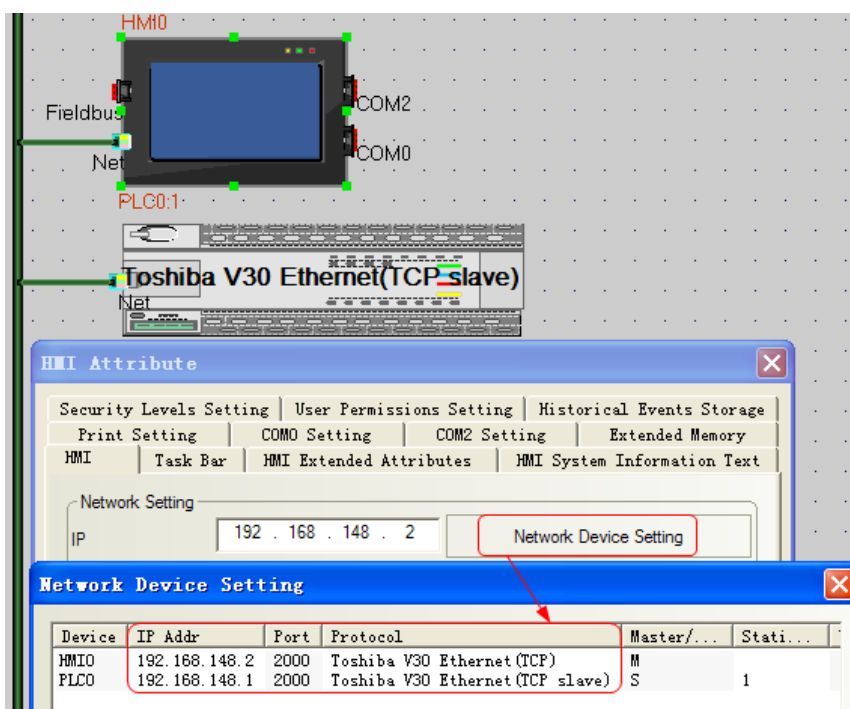 HMI0
Fieldbus
COM2
Net
COM0
PLC0:1
Toshiba V30 Ethernet(TCP slave)
Net
HMI Attribute
Security Levels Setting User Permissions Setting Historical Events Storage
Print Setting COM0 Setting COM2 Setting Extended Memory
HMI Task Bar HMI Extended Attributes HMI System Information Text
Network Setting
IP 192 . 168 . 148 . 2 Network Device Setting
Network Device Setting
Device IP Addr Port Protocol Master/... Stati...
HMI0 192.168.148.2 2000 Toshiba V30 Ethernet(TCP) M
PLC0 192.168.148.1 2000 Toshiba V30 Ethernet(TCP slave) S 1